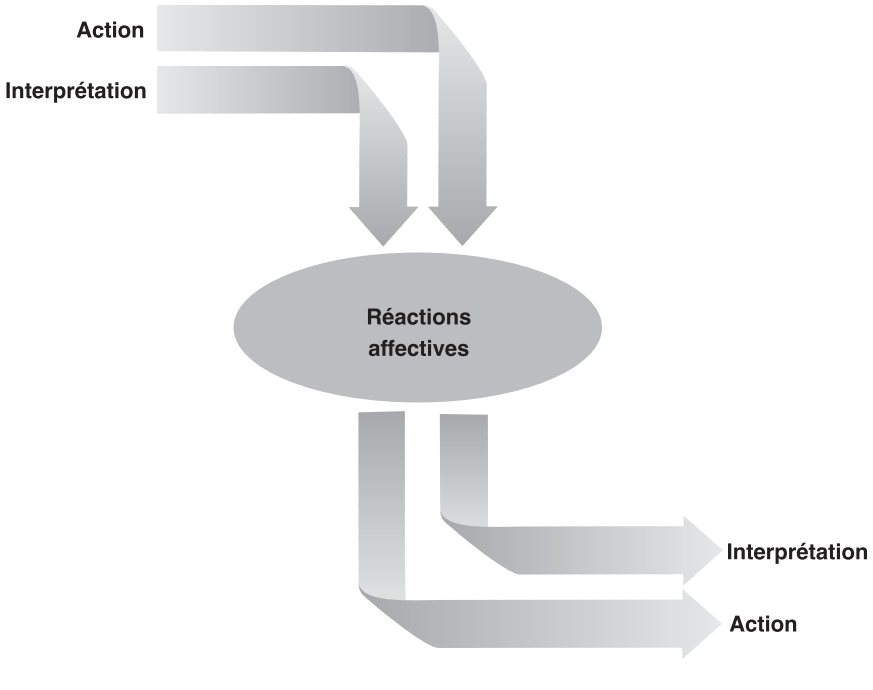 Action
Interprétation
Réactions
affectives
Interprétation
Action